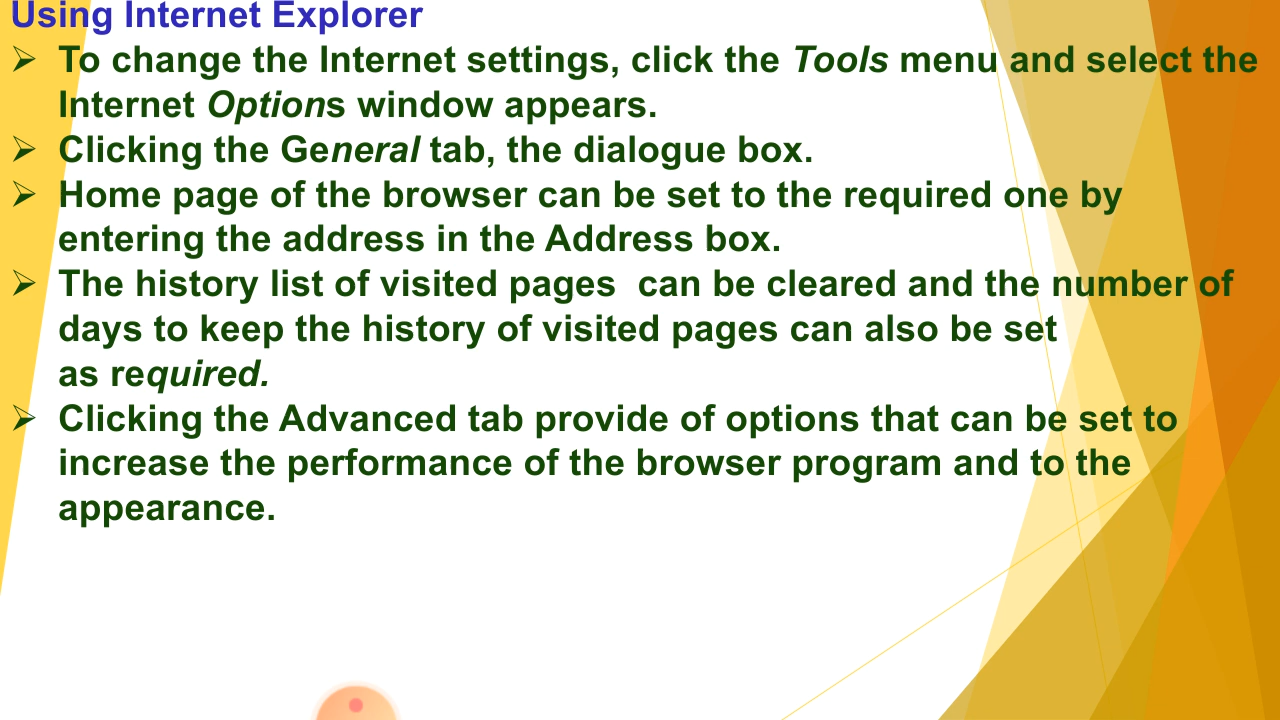 Using Internet Explorer
➢ To change the Internet settings, click the Tools menu and select the
Internet Options window appears.
➢ Clicking the General tab, the dialogue box.
➢ Home page of the browser can be set to the required one by
entering the address in the Address box.
➢ The history list of visited pages  can be cleared and the number of
days to keep the history of visited pages can also be set
as required.
➢ Clicking the Advanced tab provide of options that can be set to
increase the performance of the browser program and to the
appearance.